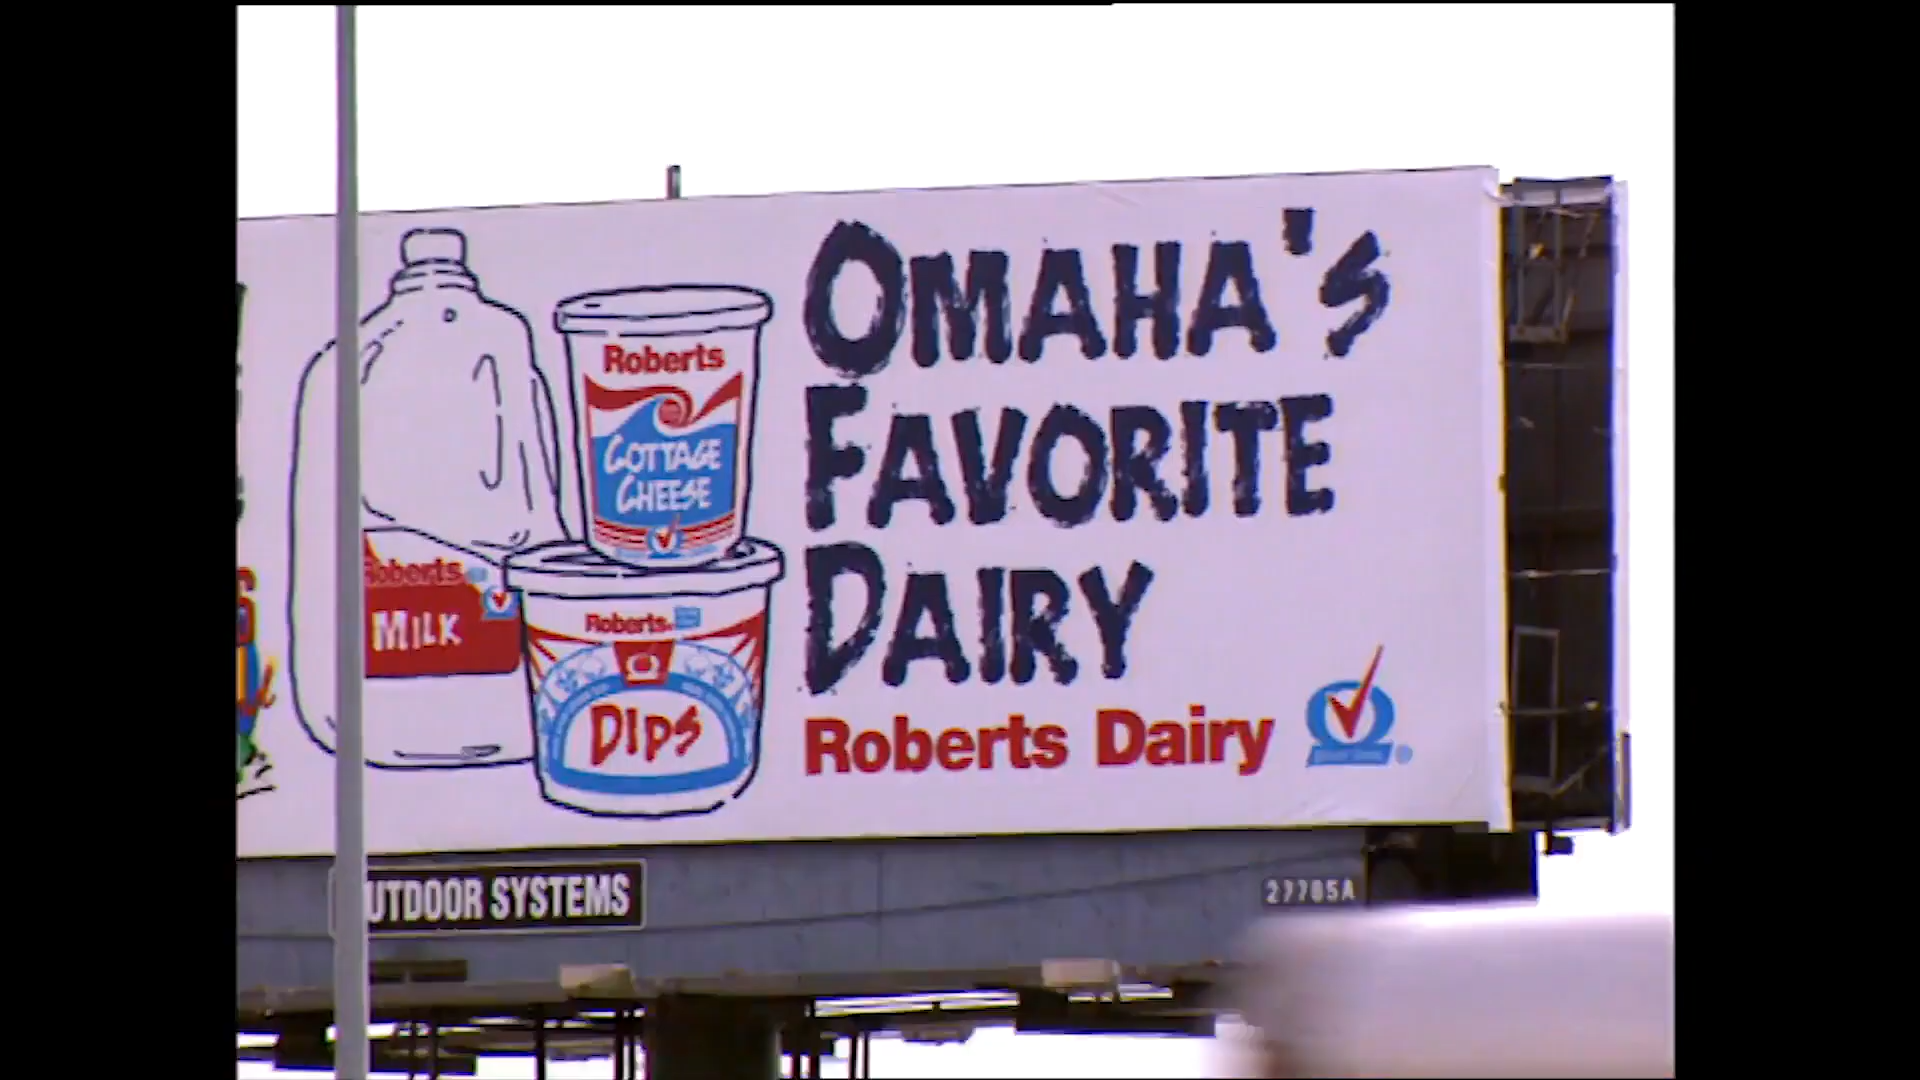 OMAHA'S
FAVORITE
DAIRY
Roberts Dairy
Roberts
COTTAGE
CHEESE
Roberts
MILK
Roberts
DIPS
UTDOOR SYSTEMS
27785A